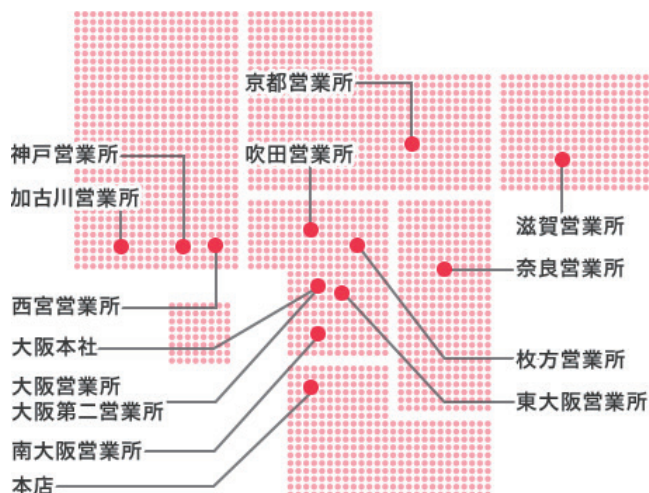 京都営業所
神戸営業所
吹田営業所
加古川営業所
滋賀営業所
奈良営業所
西宮営業所
大阪本社
枚方営業所
大阪営業所
大阪第二営業所
東大阪営業所
南大阪営業所
本店